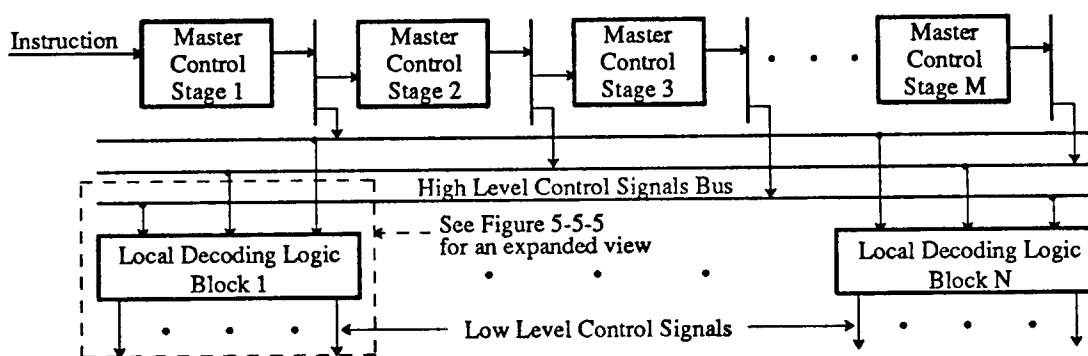 Instruction
Master
Control
Stage 1
Master
Control
Stage 2
Master
Control
Stage 3
Master
Control
Stage M
High Level Control Signals Bus
See Figure 5-5-5
for an expanded view
Local Decoding Logic
Block 1
Local Decoding Logic
Block N
Low Level Control Signals